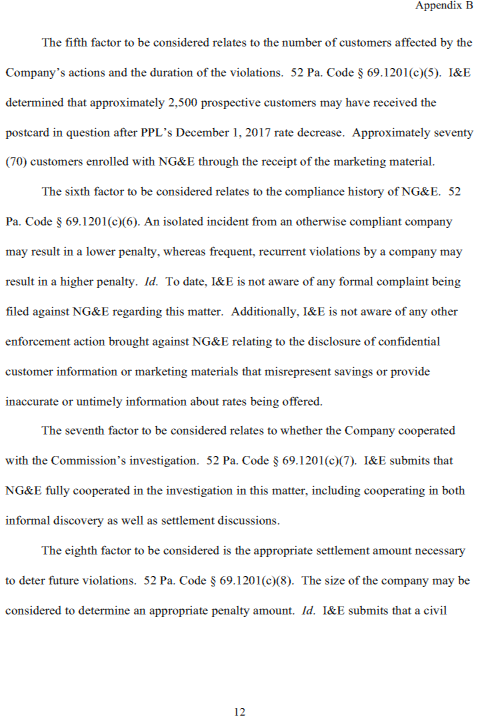 Appendix B
The fifth factor to be considered relates to the number of customers affected by the
Company’s actions and the duration of the violations.  52 Pa. Code § 69.1201(c)(5).  I&E
determined that approximately 2,500 prospective customers may have received the
postcard in question after PPL’s December 1, 2017 rate decrease.  Approximately seventy
(70) customers enrolled with NG&E through the receipt of the marketing material.
The sixth factor to be considered relates to the compliance history of NG&E.  52
Pa. Code § 69.1201(c)(6). An isolated incident from an otherwise compliant company
may result in a lower penalty, whereas frequent, recurrent violations by a company may
result in a higher penalty.  Id.  To date, I&E is not aware of any formal complaint being
filed against NG&E regarding this matter.  Additionally, I&E is not aware of any other
enforcement action brought against NG&E relating to the disclosure of confidential
customer information or marketing materials that misrepresent savings or provide
inaccurate or untimely information about rates being offered.
The seventh factor to be considered relates to whether the Company cooperated
with the Commission’s investigation.  52 Pa. Code § 69.1201(c)(7).  I&E submits that
NG&E fully cooperated in the investigation in this matter, including cooperating in both
informal discovery as well as settlement discussions.
The eighth factor to be considered is the appropriate settlement amount necessary
to deter future violations.  52 Pa. Code § 69.1201(c)(8).  The size of the company may be
considered to determine an appropriate penalty amount.  Id.  I&E submits that a civil
12